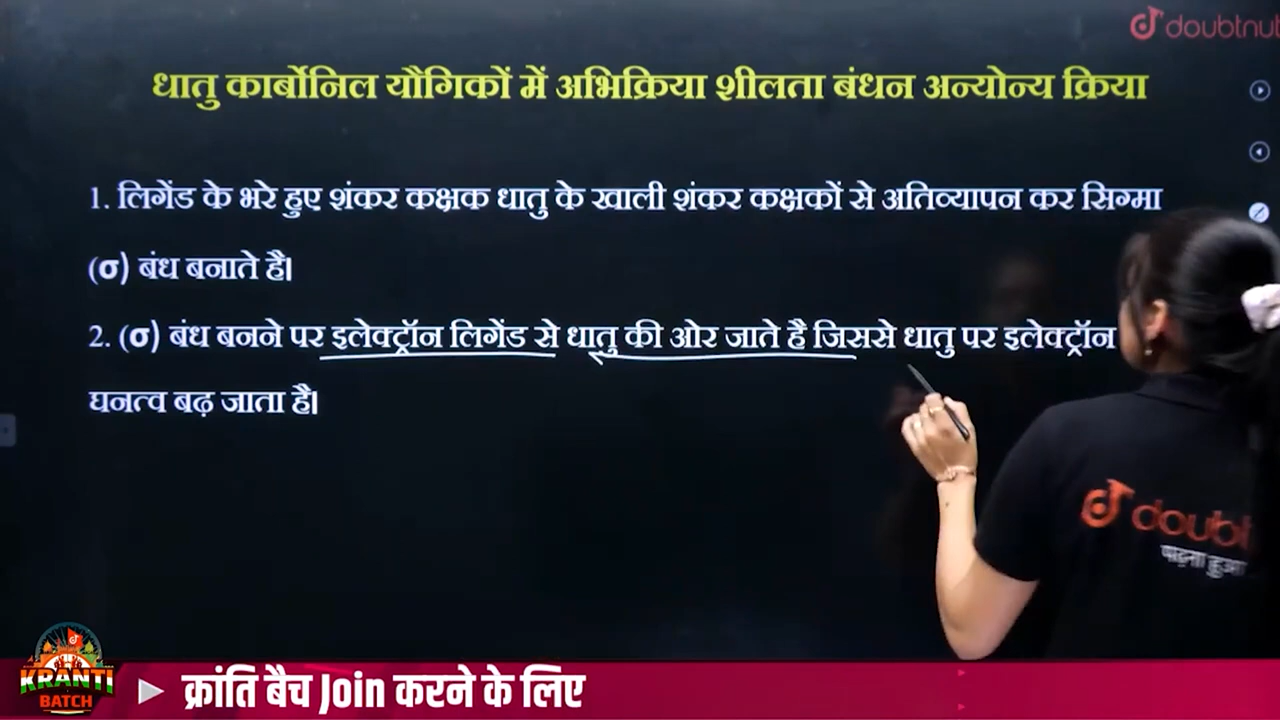 doubtnut
धातु कार्बोनिल यौगिकों में अभिक्रिया शीलता बंधन अन्योन्य क्रिया
1. लिगेंड के भरे हुए शंकर कक्षक धातु के खाली शंकर कक्षकों से अतिव्यापन कर सिग्मा
(σ) बंध बनाते है।
2. (σ) बंध बनने पर इलेक्ट्रॉन लिगेंड से धातु की ओर जाते है जिससे धातु पर इलेक्ट्रॉन
घनत्व बढ़ जाता है।
doubt
KRANTI
BATCH
क्रांति बैच Join करने के लिए